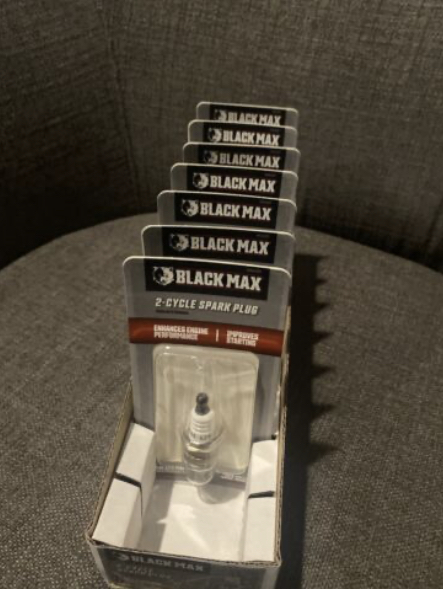 BLACK MAX
BLACK MAX
BLACK MAX
BLACK MAX
BLACK MAX
BLACK MAX
BLACK MAX
2-CYCLE SPARK PLUG
ENHANCES ENGINE
PERFORMANCE
IMPROVES
STARTING
BLACK MAX